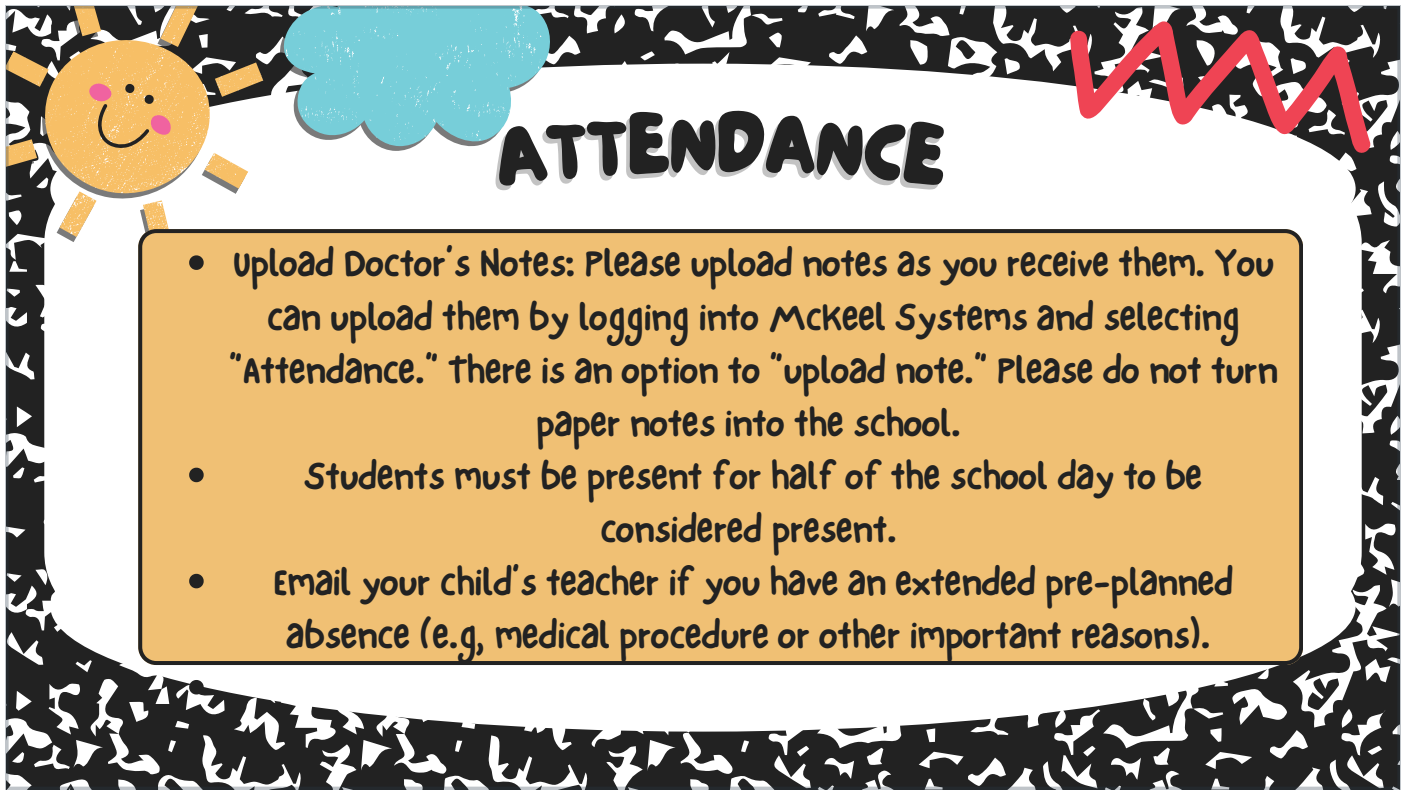 ATTENDANCE
• Upload Doctor's Notes: Please upload notes as you receive them. You
can upload them by logging into McKeel Systems and selecting
"Attendance." There is an option to "upload note." Please do not turn
paper notes into the school.
• Students must be present for half of the school day to be
considered present.
• Email your child's teacher if you have an extended pre-planned
absence (e.g, medical procedure or other important reasons).